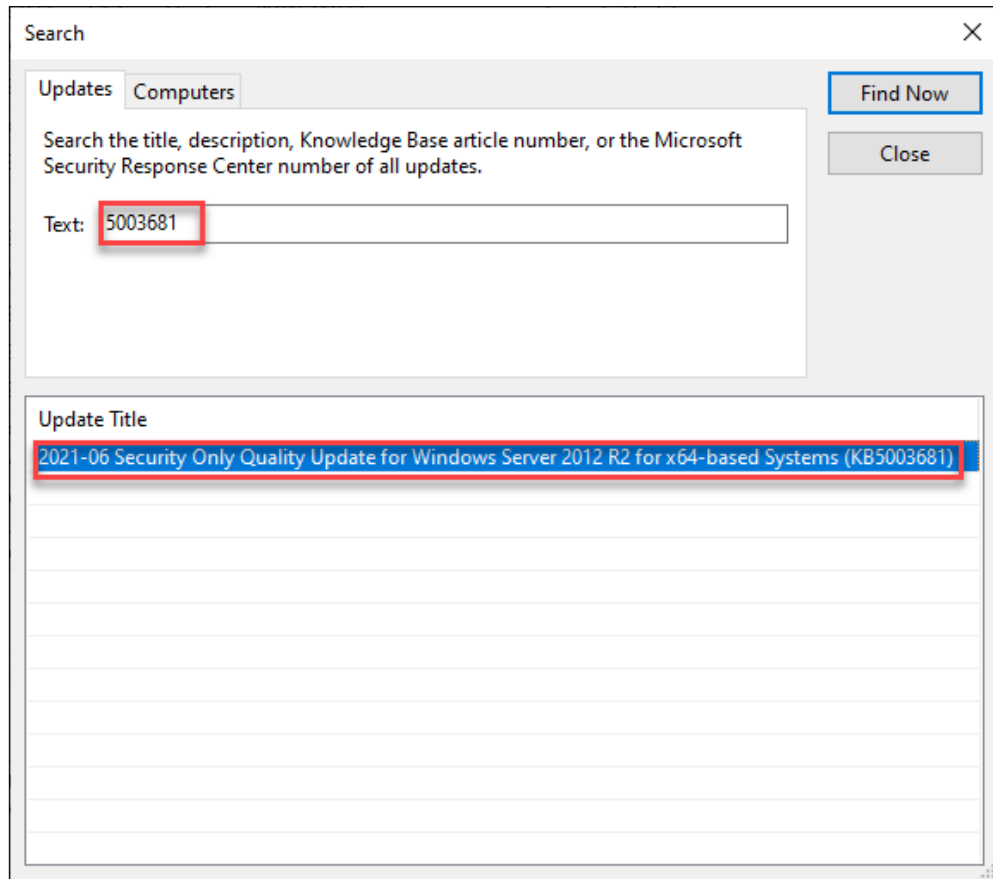 Search
Updates Computers
Find Now
Search the title, description, Knowledge Base article number, or the Microsoft
Security Response Center number of all updates.
Close
Text: 5003681
Update Title
2021-06 Security Only Quality Update for Windows Server 2012 R2 for x64-based Systems (KB5003681)